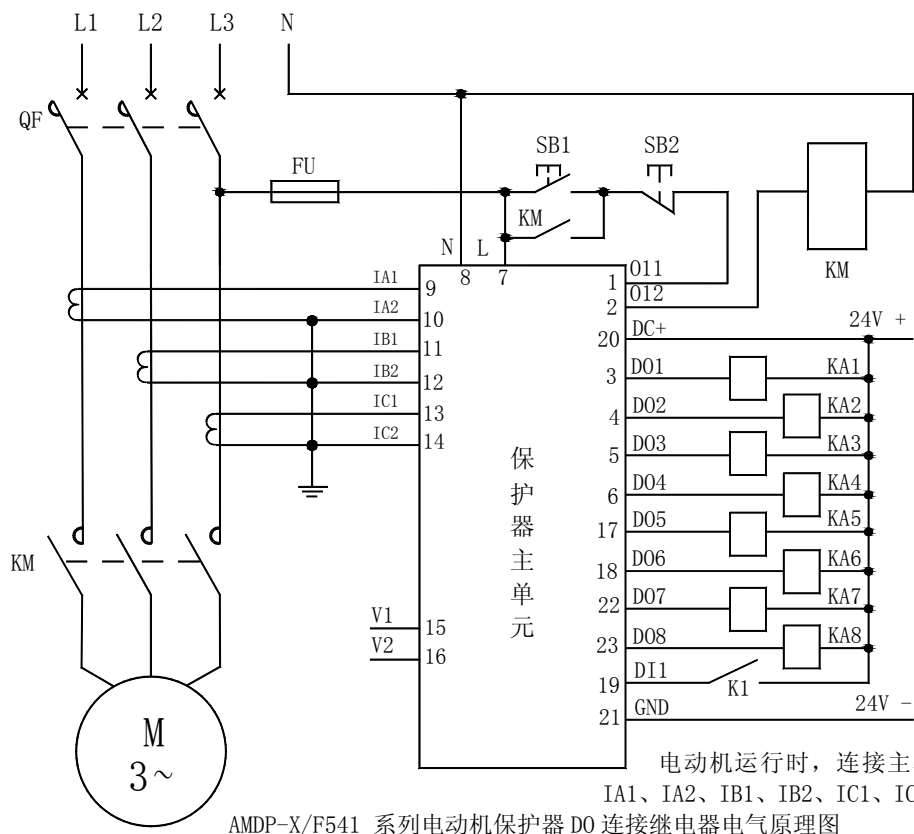 L1 L2 L3 N
QF
FU
SB1 SB2
KM
KM
N L
8 7
IA1 9
IA2 10
IB1 11
IB2 12
IC1 13
IC2 14
1 O11
2 O12
20 DC+ 24V +
3 DO1 KA1
4 DO2 KA2
5 DO3 KA3
6 DO4 KA4
17 DO5 KA5
18 DO6 KA6
22 DO7 KA7
23 DO8 KA8
19 DI1 K1
21 GND 24V -
保护器主单元
KM
V1 15
V2 16
M
3~
电动机运行时，连接主
IA1、IA2、IB1、IB2、IC1、IC
AMDP-X/F541 系列电动机保护器 DO 连接继电器电气原理图